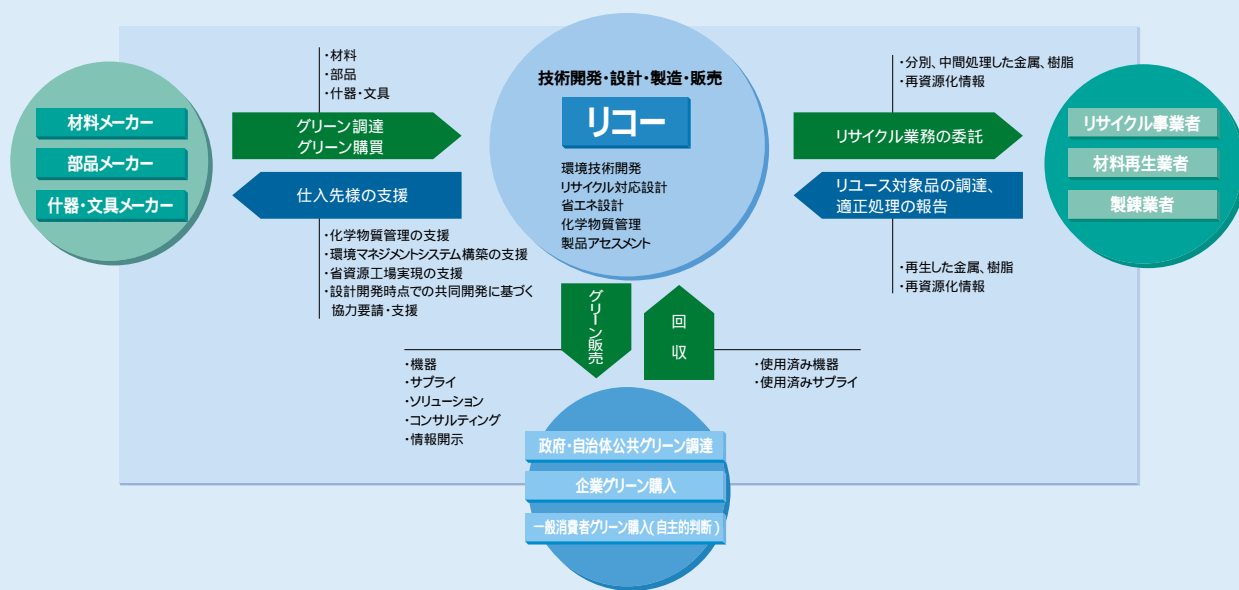 ・材料
・部品
・什器・文具
材料メーカー
部品メーカー
什器・文具メーカー
グリーン調達
グリーン購買
仕入先様の支援
・化学物質管理の支援
・環境マネジメントシステム構築の支援
・省資源工場実現の支援
・設計開発時点での共同開発に基づく
協力要請・支援
技術開発・設計・製造・販売
リコー
環境技術開発
リサイクル対応設計
省エネ設計
化学物質管理
製品アセスメント
・分別、中間処理した金属、樹脂
・再資源化情報
リサイクル業務の委託
リユース対象品の調達、
適正処理の報告
・再生した金属、樹脂
・再資源化情報
リサイクル事業者
材料再生業者
製錬業者
グリーン販売
回収
・機器
・サプライ
・ソリューション
・コンサルティング
・情報開示
・使用済み機器
・使用済みサプライ
政府・自治体公共グリーン調達
企業グリーン購入
一般消費者グリーン購入(自主的判断)